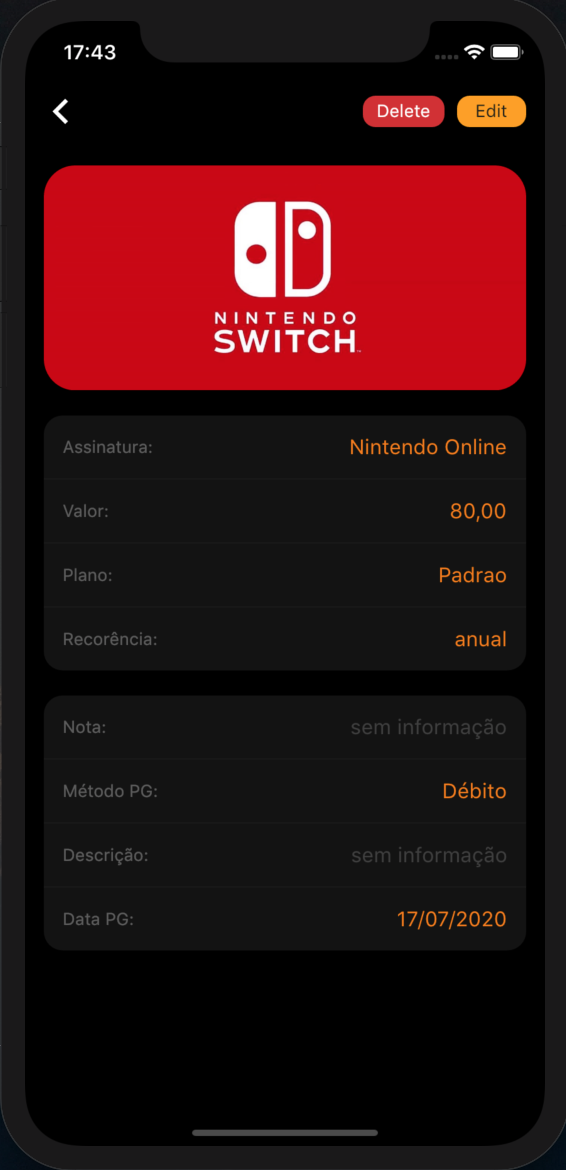 17:43
Delete
Edit
NINTENDO
SWITCH
Assinatura: Nintendo Online
Valor: 80,00
Plano: Padrao
Recorência: anual
Nota: sem informação
Método PG: Débito
Descrição: sem informação
Data PG: 17/07/2020